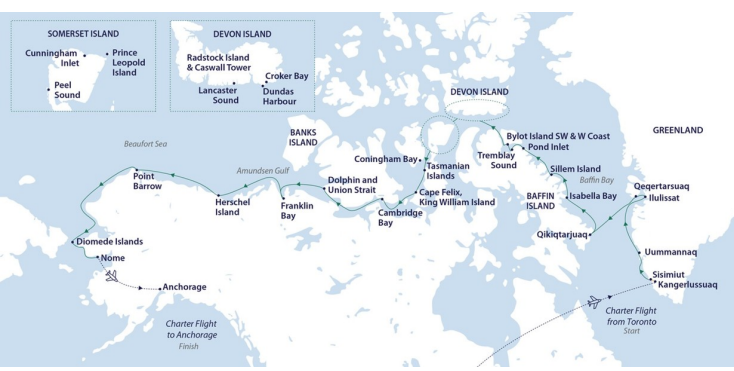 SOMERSET ISLAND
Cunningham
Inlet
Prince
Leopold
Island
Peel
Sound
DEVON ISLAND
Radstock Island
& Caswall Tower
Croker Bay
Lancaster
Sound
Dundas
Harbour
DEVON ISLAND
BANKS
ISLAND
GREENLAND
Beaufort Sea
Amundsen Gulf
Bylot Island SW & W Coast
Pond Inlet
Tremblay
Sound
Coningham Bay
Tasmanian
Islands
Sillem Island
Baffin Bay
Point
Barrow
Dolphin and
Union Strait
Qeqertarsuaq
Ilulissat
Herschel
Island
Franklin
Bay
Cape Felix,
King William Island
BAFFIN
ISLAND
Isabella Bay
Cambridge
Bay
Qikiqtarjuaq
Diomede Islands
Nome
Uummannaq
Sisimiut
Kangerlussuaq
Anchorage
Charter Flight
to Anchorage
Finish
Charter Flight
from Toronto
Start